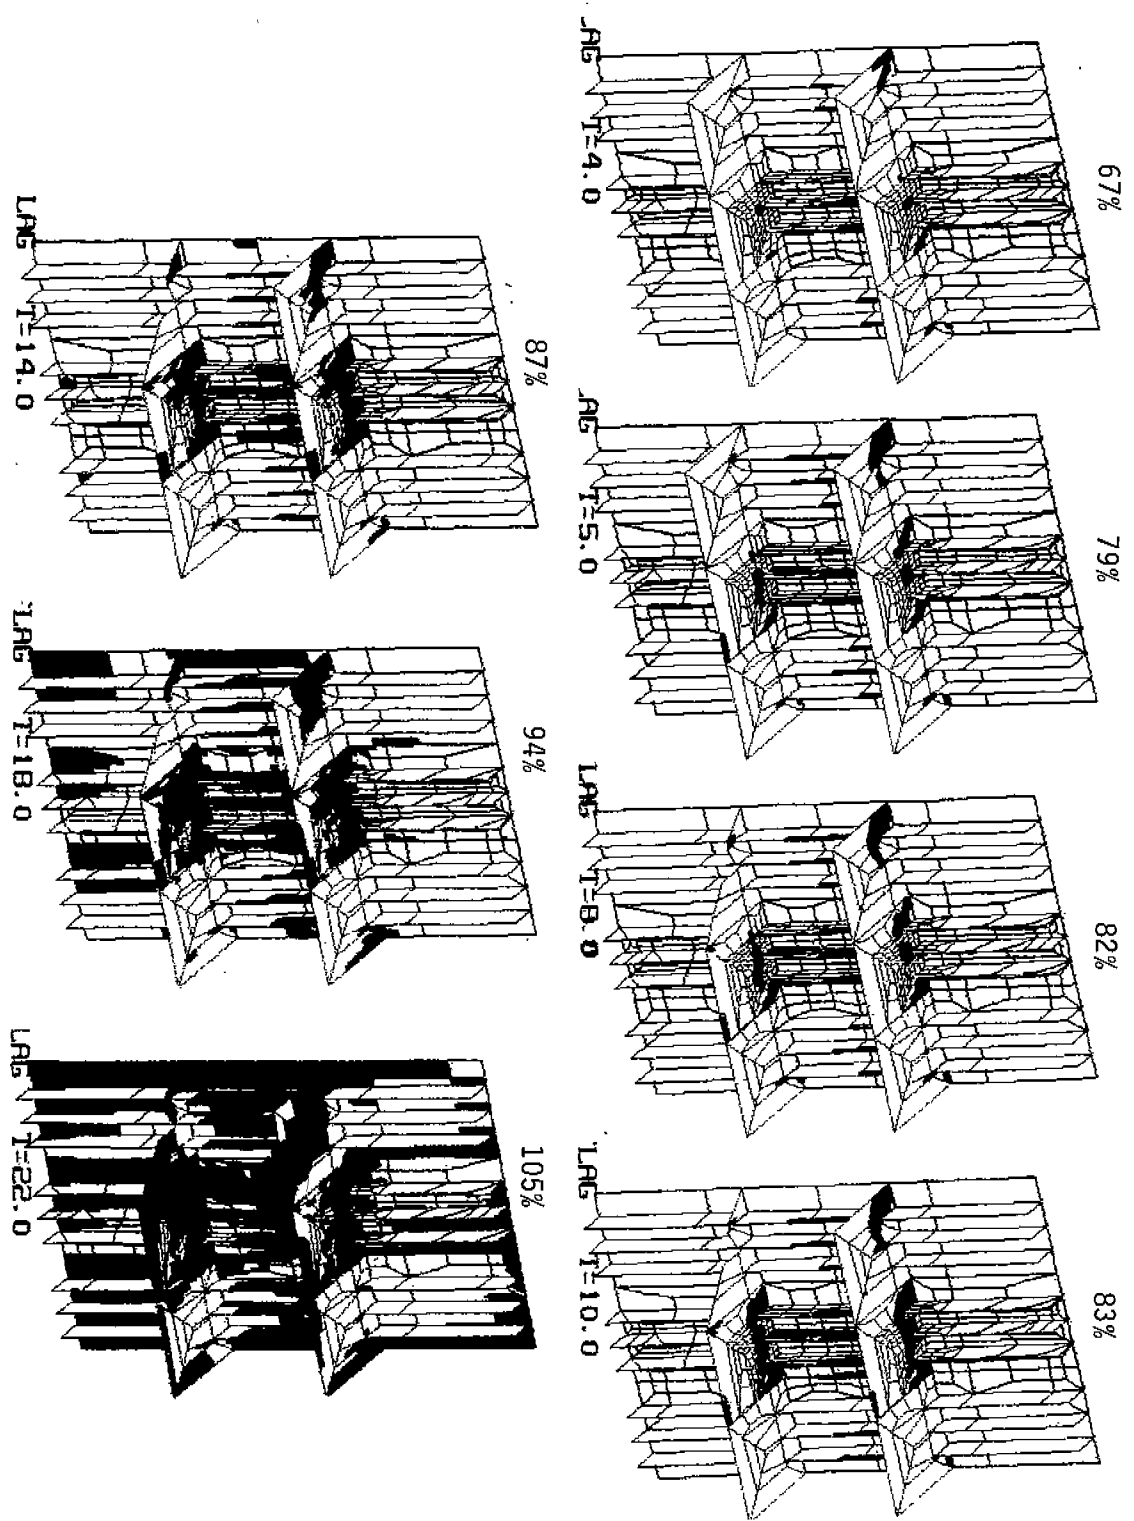 67%
LAG T=4.0
79%
LAG T=5.0
82%
LAG T=8.0
83%
LAG T=10.0
87%
LAG T=14.0
94%
LAG T=18.0
105%
LAG T=22.0